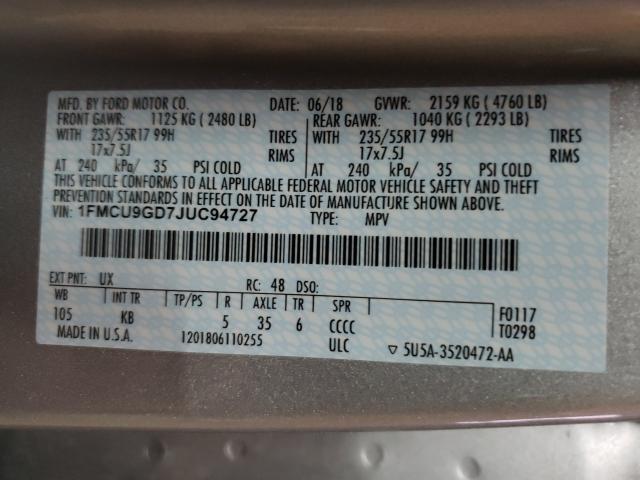 MFD. BY FORD MOTOR CO. DATE: 06/18 GVWR: 2159 KG ( 4760 LB)
FRONT GAWR: 1125 KG ( 2480 LB) REAR GAWR: 1040 KG ( 2293 LB)
WITH 235/55R17 99H TIRES WITH 235/55R17 99H TIRES
17x7.5J RIMS 17x7.5J RIMS
AT 240 kPa/ 35 PSI COLD AT 240 kPa/ 35 PSI COLD
THIS VEHICLE CONFORMS TO ALL APPLICABLE FEDERAL MOTOR VEHICLE SAFETY AND THEFT
PREVENTION STANDARDS IN EFFECT ON THE DATE OF MANUFACTURE SHOWN ABOVE.
VIN: 1FMCU9GD7JUC94727 TYPE: MPV
EXT PNT: UX RC: 48 DSO:
WB INT TR TP/PS R AXLE TR SPR F0117
105 KB 5 35 6 CCCC T0298
MADE IN U.S.A. 1201806110255 ULC ▽ 5U5A-3520472-AA